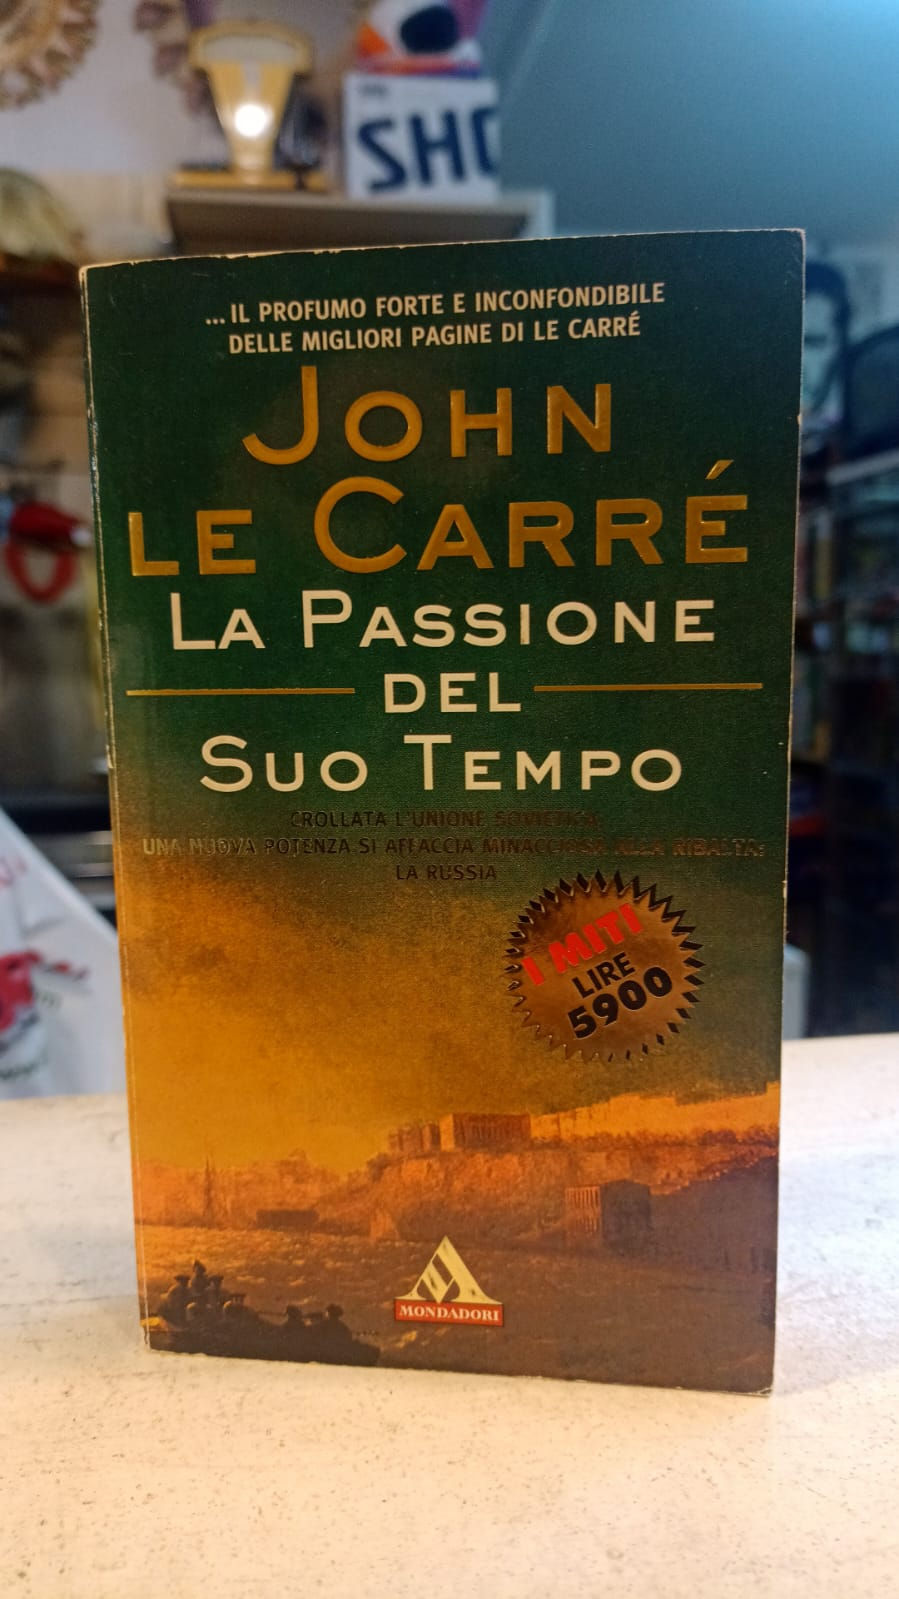 SHO
...IL PROFUMO FORTE E INCONFONDIBILE
DELLE MIGLIORI PAGINE DI LE CARRÉ
JOHN
LE CARRÉ
LA PASSIONE
DEL
SUO TEMPO
CROLLATA L'UNIONE SOVIETICA,
UNA NUOVA POTENZA SI AFFACCIA MINACCIOSA ALLA RIBALTA:
LA RUSSIA
I MITI
LIRE
5900
MONDADORI